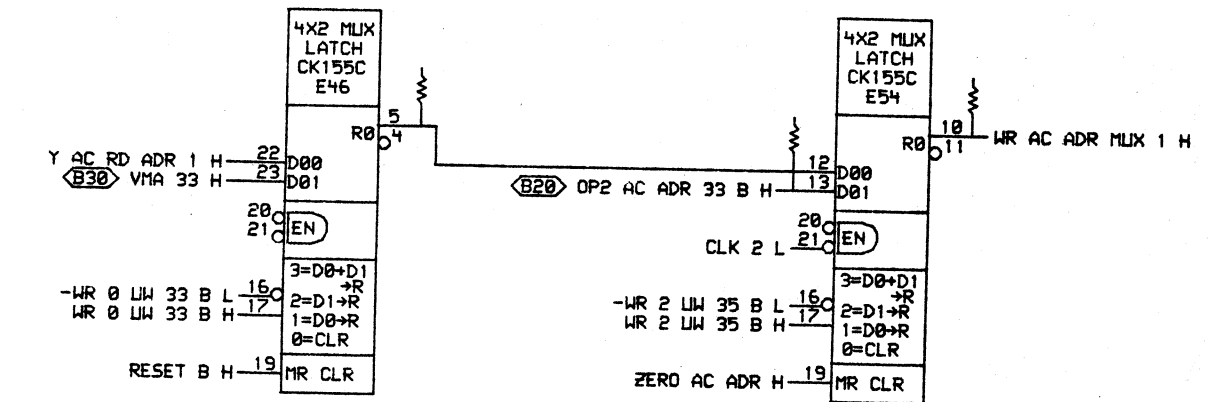 4X2 MUX
LATCH
CK155C
E46
5
R0
4
Y AC RD ADR 1 H
22
D00
B30
VMA 33 H
23
D01
20
21
EN
3=D0+D1
→R
-WR 0 UW 33 B L
16
2=D1→R
WR 0 UW 33 B H
17
1=D0→R
0=CLR
RESET B H
19
MR CLR
4X2 MUX
LATCH
CK155C
E54
10
WR AC ADR MUX 1 H
R0
11
12
D00
B20
OP2 AC ADR 33 B H
13
D01
20
CLK 2 L
21
EN
3=D0+D1
→R
-WR 2 UW 35 B L
16
2=D1→R
WR 2 UW 35 B H
17
1=D0→R
0=CLR
ZERO AC ADR H
19
MR CLR